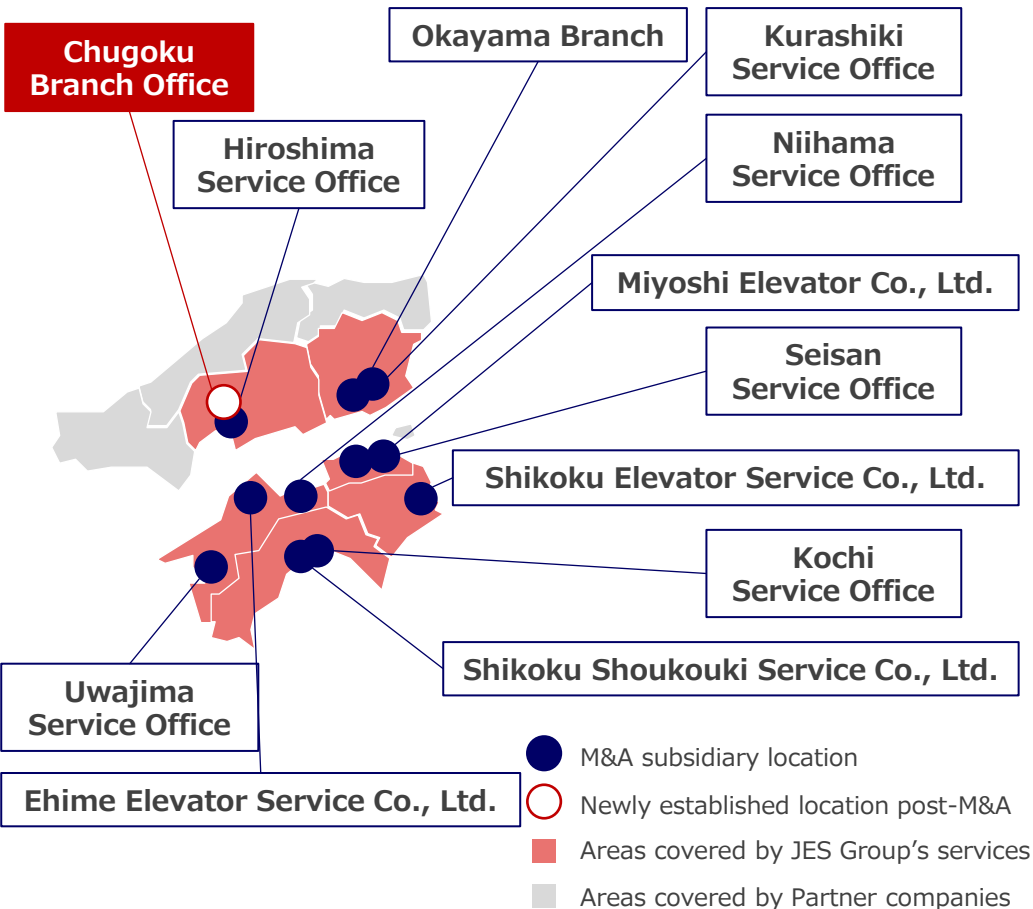 Okayama Branch
Kurashiki
Service Office
Chugoku
Branch Office
Hiroshima
Service Office
Niihama
Service Office
Miyoshi Elevator Co., Ltd.
Seisan
Service Office
Shikoku Elevator Service Co., Ltd.
Kochi
Service Office
Shikoku Shoukouki Service Co., Ltd.
Uwajima
Service Office
Ehime Elevator Service Co., Ltd.
M&A subsidiary location
Newly established location post-M&A
Areas covered by JES Group’s services
Areas covered by Partner companies